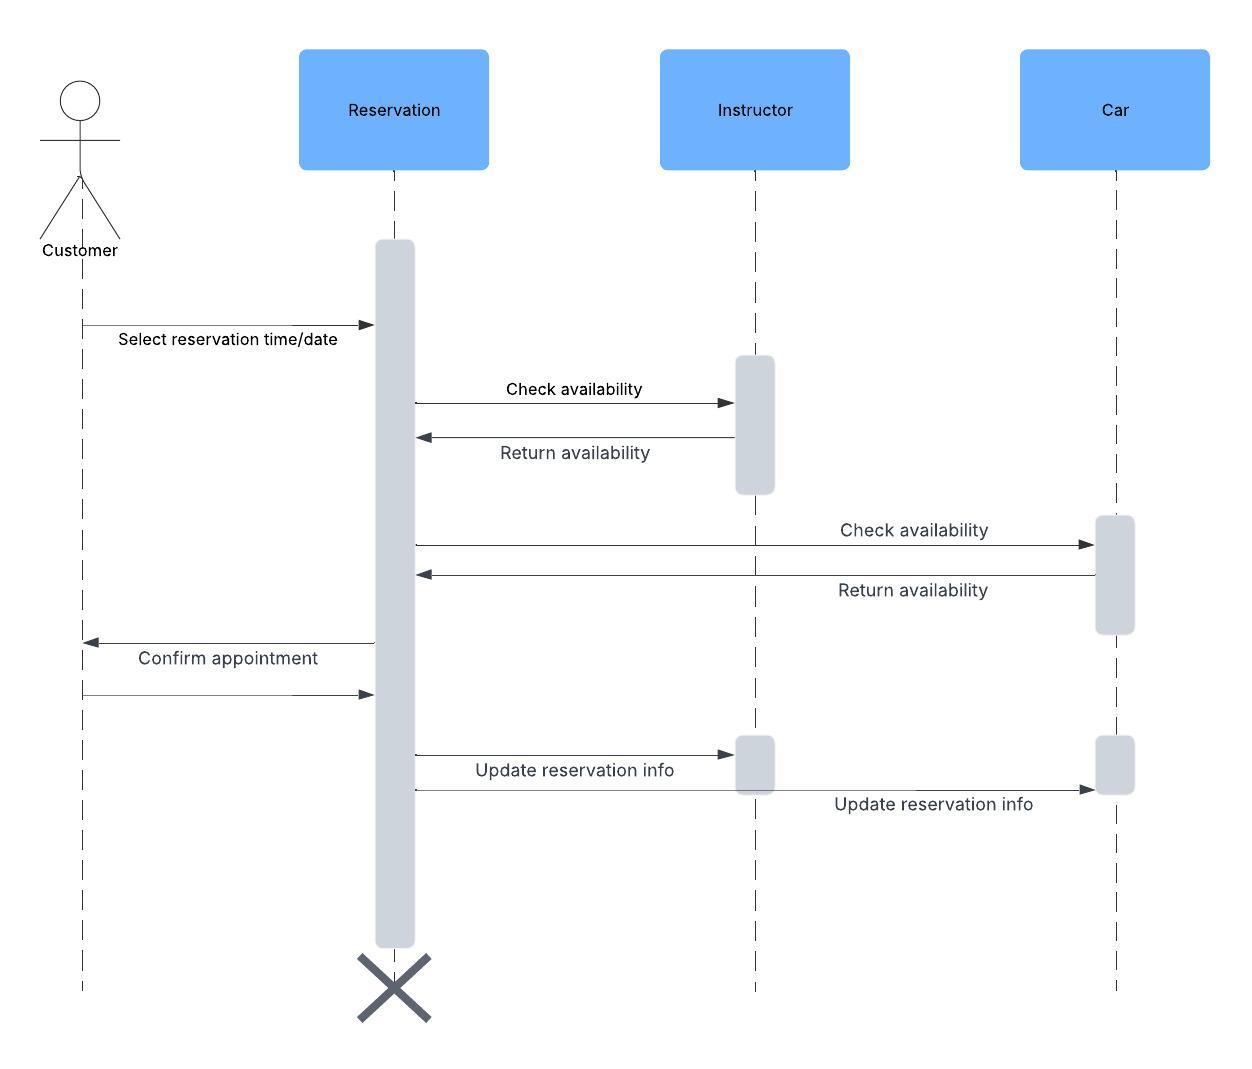 Reservation
Instructor
Car
Customer
Select reservation time/date
Check availability
Return availability
Check availability
Return availability
Confirm appointment
Update reservation info
Update reservation info